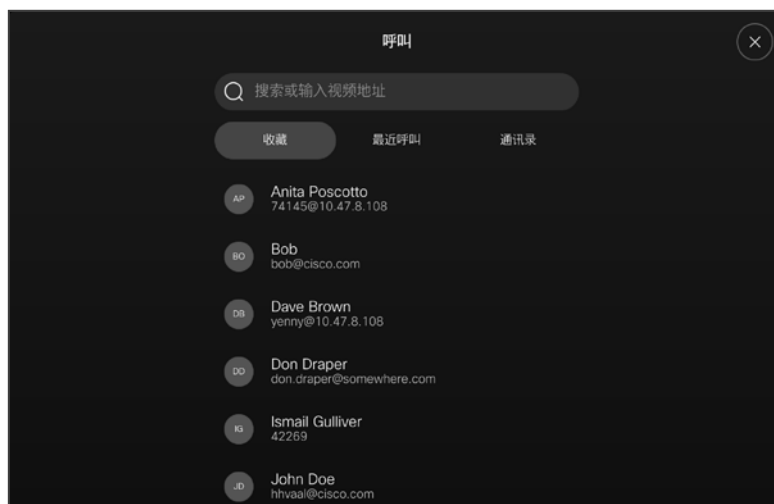 呼叫
搜索或输入视频地址
收藏 最近呼叫 通讯录
AP Anita Poscotto
74145@10.47.8.108
BO Bob
bob@cisco.com
DB Dave Brown
yenny@10.47.8.108
DD Don Draper
don.draper@somewhere.com
IG Ismail Gulliver
42269
JD John Doe
hhvaal@cisco.com